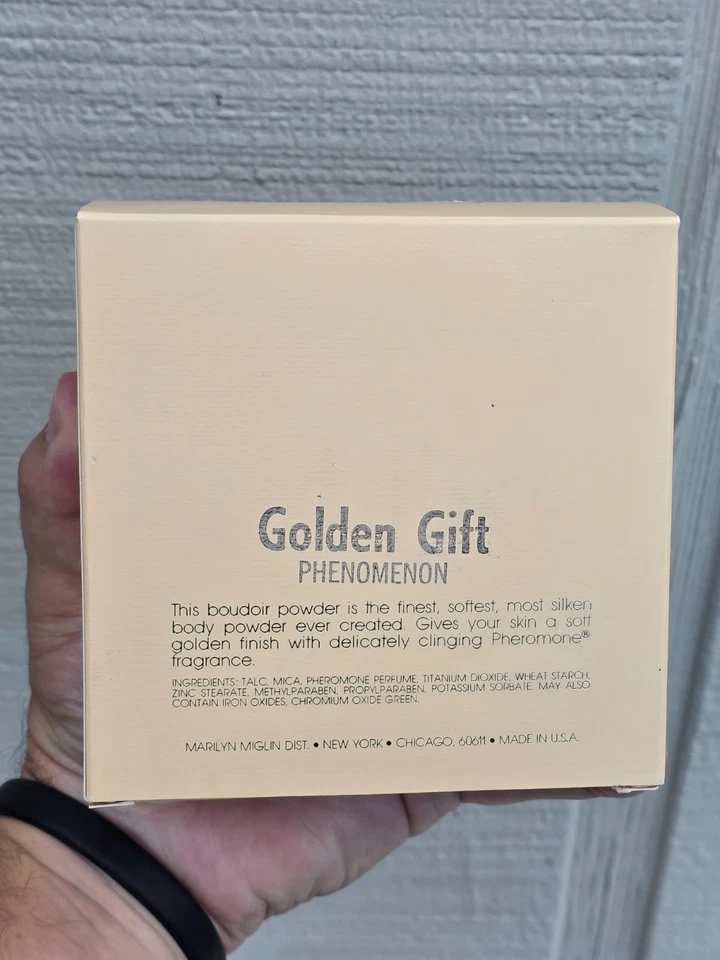 Golden Gift
PHENOMENON
This boudoir powder is the finest, softest, most silken
body powder ever created. Gives your skin a soft
golden finish with delicately clinging Pheromone®
fragrance.
INGREDIENTS: TALC, MICA, PHEROMONE PERFUME, TITANIUM DIOXIDE, WHEAT STARCH,
ZINC STEARATE, METHYLPARABEN, PROPYLPARABEN, POTASSIUM SORBATE, MAY ALSO
CONTAIN IRON OXIDES, CHROMIUM OXIDE GREEN.
MARILYN MIGLIN DIST. • NEW YORK • CHICAGO, 60611 • MADE IN U.S.A.